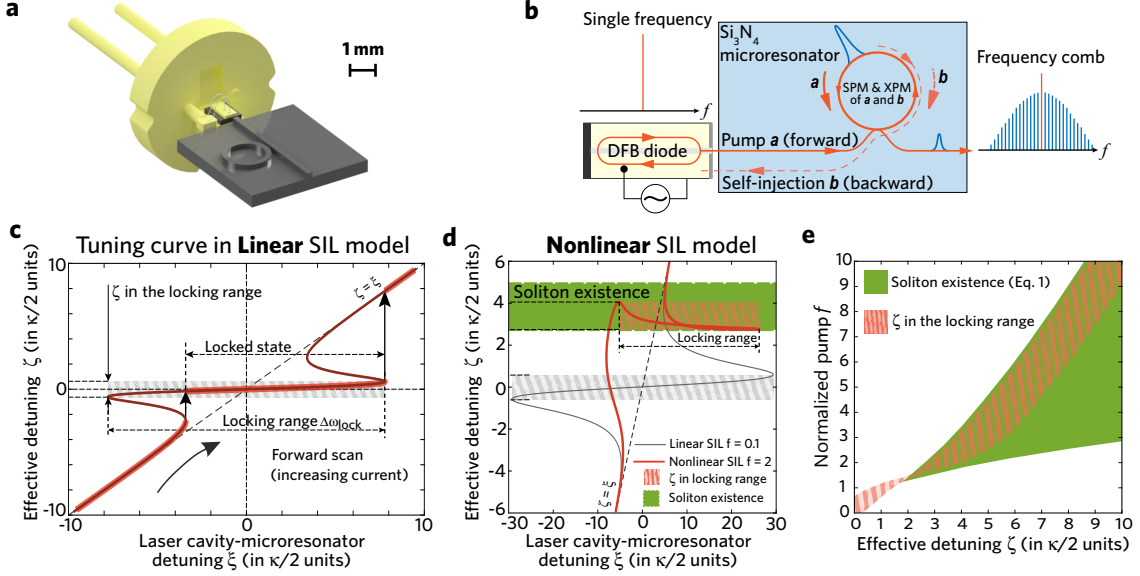 a
1 mm
b
Single frequency
f
DFB diode
Si₃N₄
microresonator
a
SPM & XPM
of a and b
b
Pump a (forward)
Self-injection b (backward)
Frequency comb
f
c
Tuning curve in Linear SIL model
Effective detuning ζ (in κ/2 units)
10
0
-10
ζ in the locking range
ζ=ξ
Locked state
Locking range Δωlock
Forward scan
(increasing current)
-10
0
10
Laser cavity-microresonator
detuning ξ (in κ/2 units)
d
Nonlinear SIL model
Effective detuning ζ (in κ/2 units)
6
4
2
0
-2
-4
-6
ζ=ξ
Soliton existence
Locking range
Linear SIL f = 0.1
Nonlinear SIL f = 2
ζ in locking range
Soliton existence
ζ=ξ
-30
-20
-10
0
10
20
30
Laser cavity-microresonator
detuning ξ (in κ/2 units)
e
Normalized pump f
10
9
8
7
6
5
4
3
2
1
0
Soliton existence (Eq. 1)
ζ in the locking range
0 1 2 3 4 5 6 7 8 9 10
Effective detuning ζ (in κ/2 units)